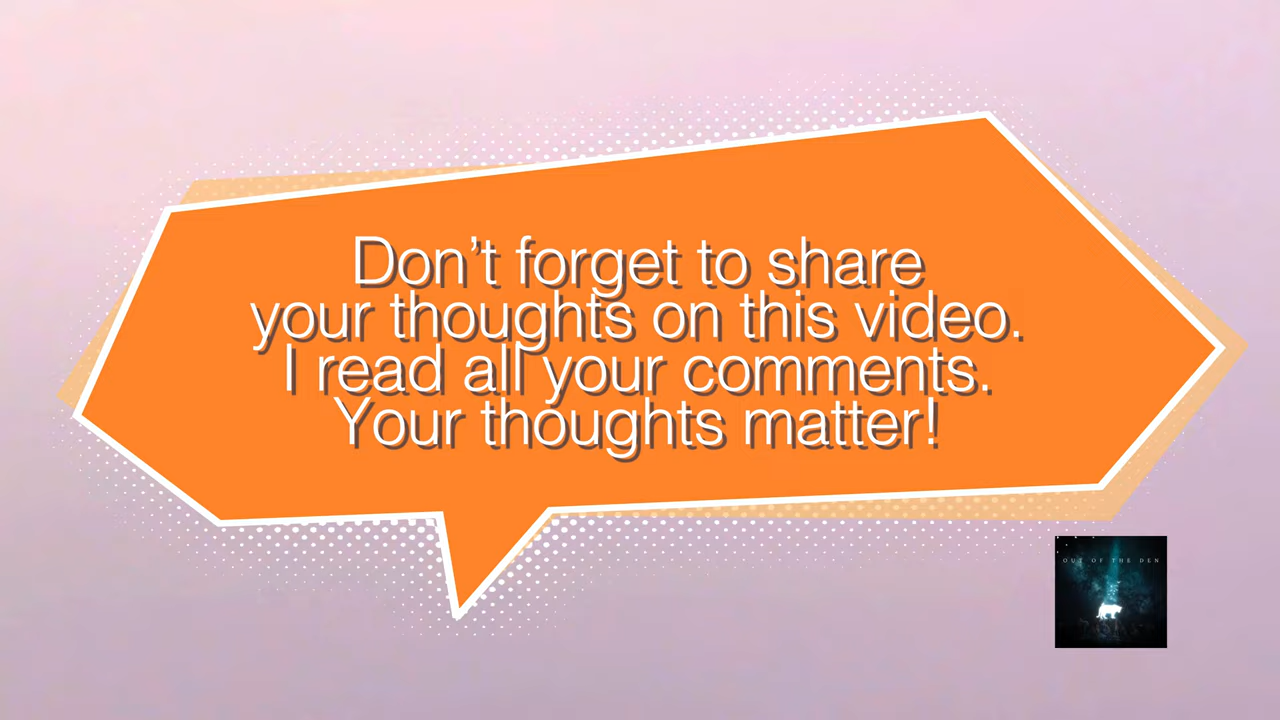 Don’t forget to share
your thoughts on this video.
I read all your comments.
Your thoughts matter!
OUT OF THE DEN